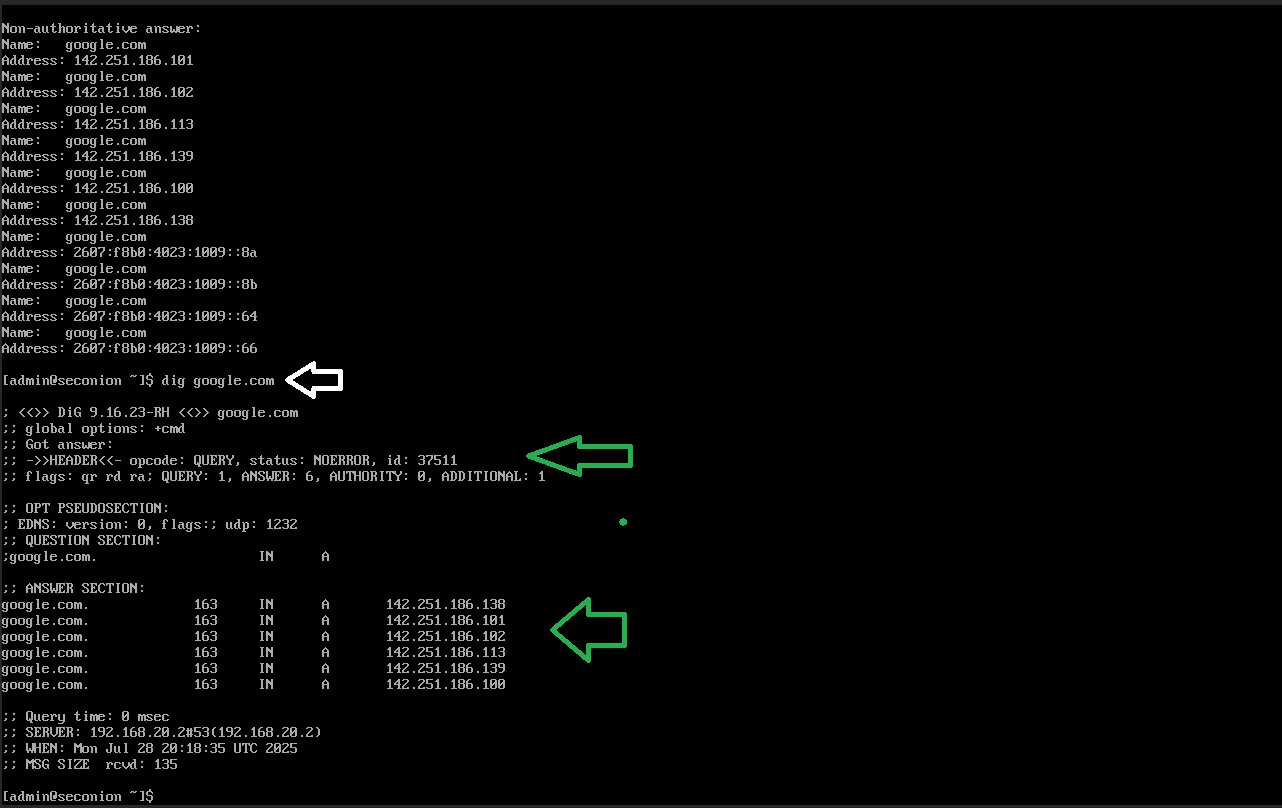 Non-authoritative answer:
Name:   google.com
Address: 142.251.186.101
Name:   google.com
Address: 142.251.186.102
Name:   google.com
Address: 142.251.186.113
Name:   google.com
Address: 142.251.186.139
Name:   google.com
Address: 142.251.186.100
Name:   google.com
Address: 142.251.186.138
Name:   google.com
Address: 2607:f8b0:4023:1009::8a
Name:   google.com
Address: 2607:f8b0:4023:1009::8b
Name:   google.com
Address: 2607:f8b0:4023:1009::64
Name:   google.com
Address: 2607:f8b0:4023:1009::66
[admin@seconion ~]$ dig google.com
; <<>> DiG 9.16.23-RH <<>> google.com
;; global options: +cmd
;; Got answer:
;; ->>HEADER<<- opcode: QUERY, status: NOERROR, id: 37511
;; flags: qr rd ra; QUERY: 1, ANSWER: 6, AUTHORITY: 0, ADDITIONAL: 1
;; OPT PSEUDOSECTION:
; EDNS: version: 0, flags:; udp: 1232
;; QUESTION SECTION:
;google.com.                    IN      A
;; ANSWER SECTION:
google.com.             163     IN      A       142.251.186.138
google.com.             163     IN      A       142.251.186.101
google.com.             163     IN      A       142.251.186.102
google.com.             163     IN      A       142.251.186.113
google.com.             163     IN      A       142.251.186.139
google.com.             163     IN      A       142.251.186.100
;; Query time: 0 msec
;; SERVER: 192.168.20.2#53(192.168.20.2)
;; WHEN: Mon Jul 28 20:18:35 UTC 2025
;; MSG SIZE  rcvd: 135
[admin@seconion ~]$